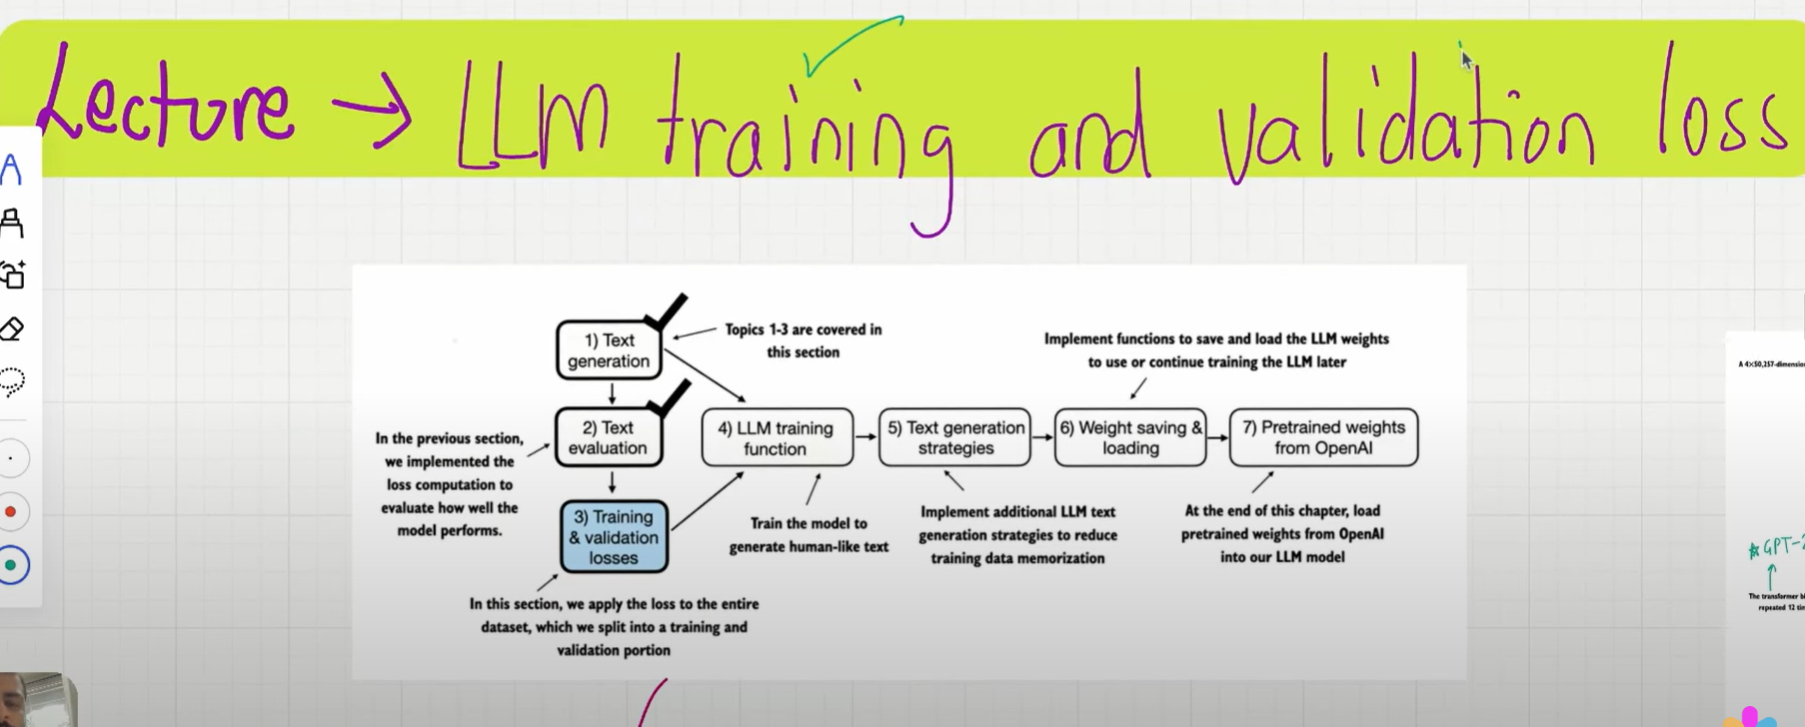 Lecture → LLM training and validation loss
1) Text
generation
Topics 1-3 are covered in
this section
Implement functions to save and load the LLM weights
to use or continue training the LLM later
2) Text
evaluation
In the previous section,
we implemented the
loss computation to
evaluate how well the
model performs.
4) LLM training
function
5) Text generation
strategies
6) Weight saving &
loading
7) Pretrained weights
from OpenAI
3) Training
& validation
losses
Train the model to
generate human-like text
Implement additional LLM text
generation strategies to reduce
training data memorization
At the end of this chapter, load
pretrained weights from OpenAI
into our LLM model
In this section, we apply the loss to the entire
dataset, which we split into a training and
validation portion
A 4×50,257-dimensio
GPT-2
The transformer bl
repeated 12 tim